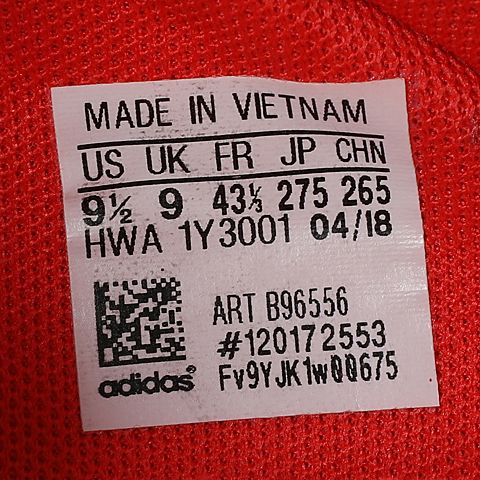 MADE IN VIETNAM
US UK FR JP CHN
9½ 9 43⅓ 275 265
HWA 1Y3001 04/18
ART B96556
#120172553
adidas®
Fv9YJK1w00675